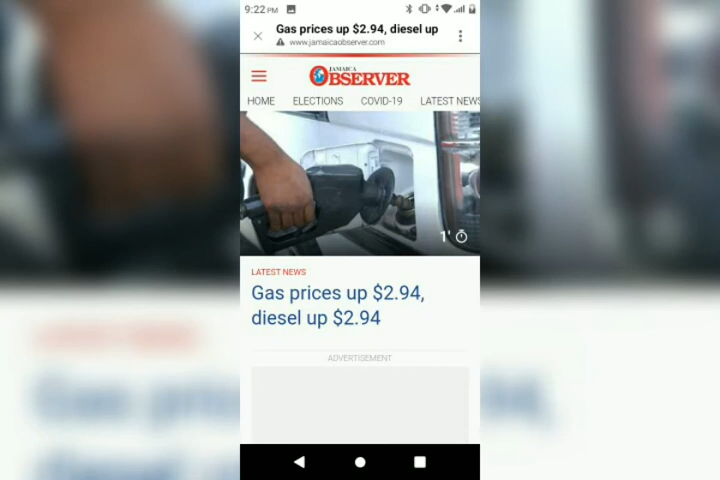 9:22 PM
Gas prices up $2.94, diesel up
www.jamaicaobserver.com
JAMAICA
OBSERVER
HOME ELECTIONS COVID-19 LATEST NEWS
1'
LATEST NEWS
Gas prices up $2.94,
diesel up $2.94
ADVERTISEMENT